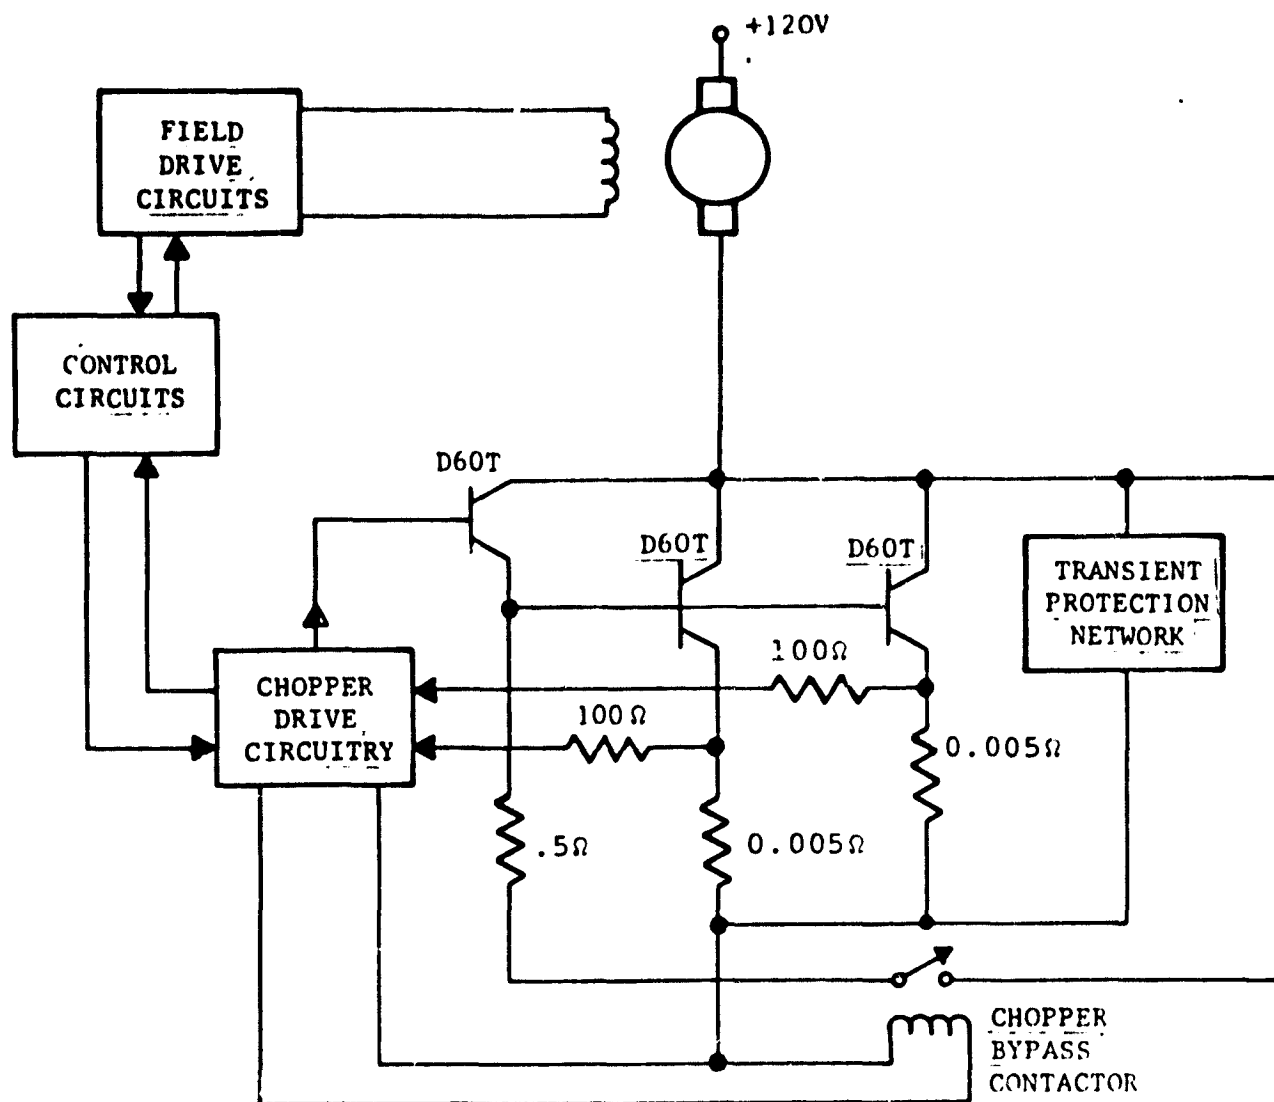 +120V
FIELD
DRIVE
CIRCUITS
CONTROL
CIRCUITS
D60T
D60T
D60T
TRANSIENT
PROTECTION
NETWORK
100Ω
CHOPPER
DRIVE
CIRCUITRY
100Ω
0.005Ω
.5Ω
0.005Ω
CHOPPER
BYPASS
CONTACTOR